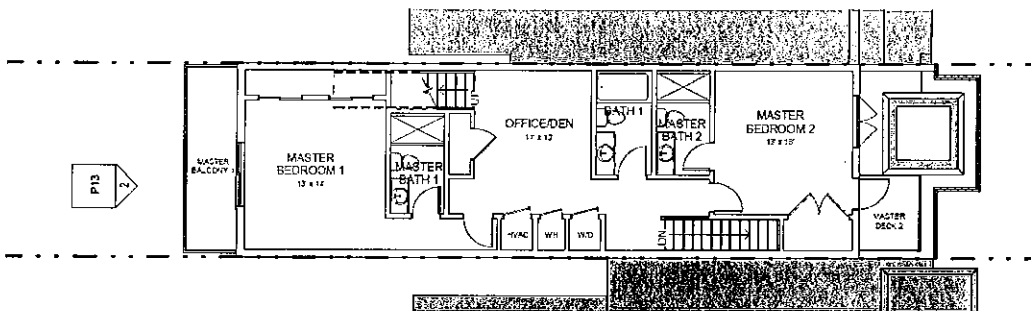 P13
2
MASTER
BALCONY 1
MASTER
BEDROOM 1
13' x 14'
MASTER
BATH 1
OFFICE/DEN
BATH 1
MASTER
BATH 2
MASTER
BEDROOM 2
HVAC
WH
W/D
DN
MASTER
DECK 2